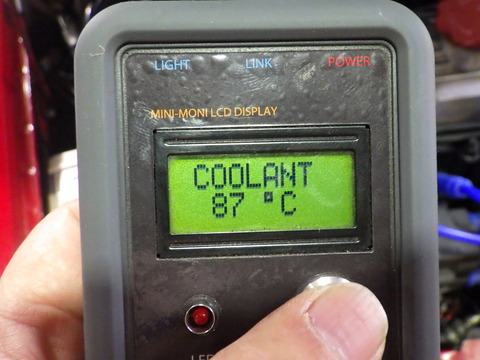 LIGHT LINK POWER
MINI-MONI LCD DISPLAY
COOLANT
87 °C